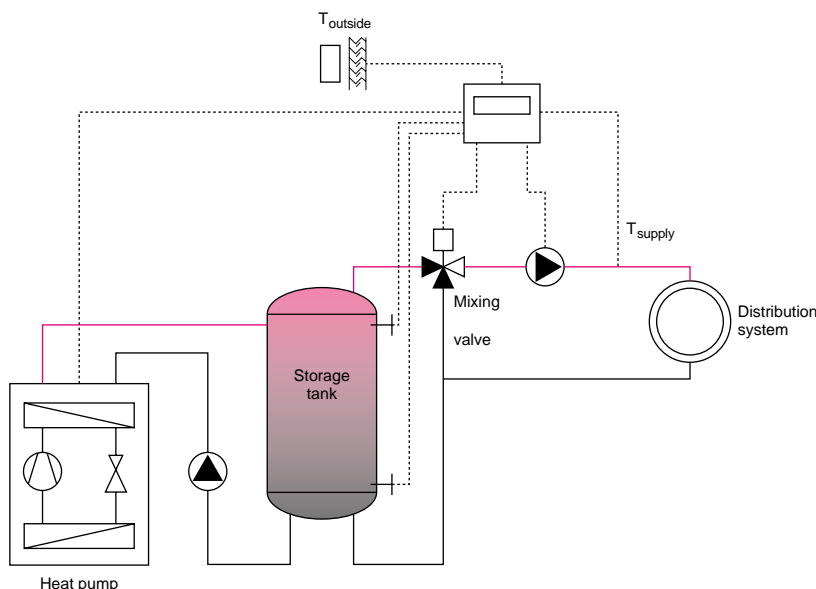 Toutside
Tsupply
Mixing
valve
Distribution
system
Storage
tank
Heat pump